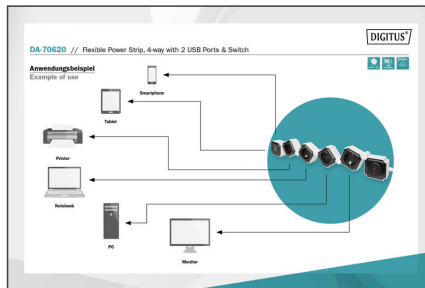 DIGITUS®
DA-70620 // Flexible Power Strip, 4-way with 2 USB Ports & Switch
Anwendungsbeispiel
Example of use
Smartphone
Tablet
Printer
Notebook
PC
Monitor